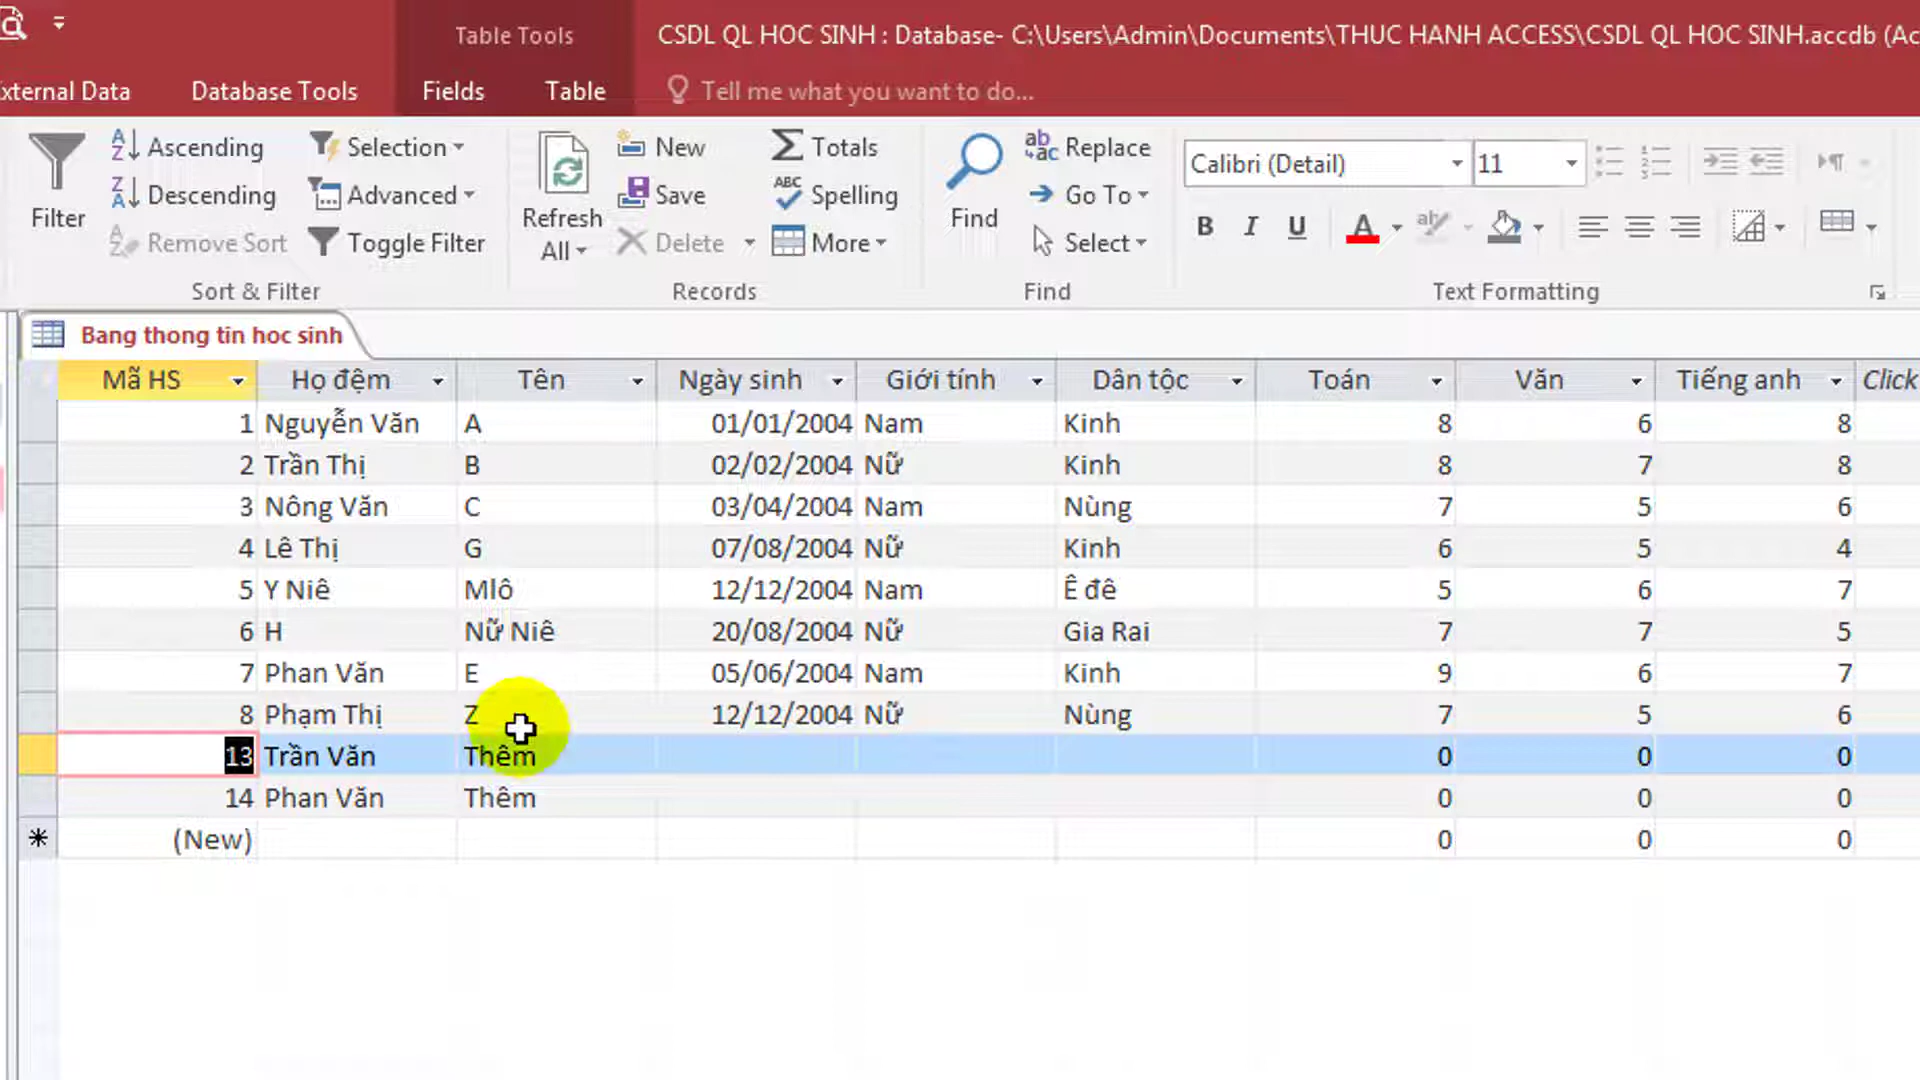 Table Tools CSDL QL HOC SINH : Database- C:\Users\Admin\Documents\THUC HANH ACCESS\CSDL QL HOC SINH.accdb (Ac
xternal Data Database Tools Fields Table Tell me what you want to do...
Filter
Ascending
Descending
Remove Sort
Selection
Advanced
Toggle Filter
Sort & Filter
Refresh
All
New
Save
Delete
Totals
Spelling
More
Records
Find
Replace
Go To
Select
Find
Calibri (Detail) 11
B I U A
Text Formatting
Bang thong tin hoc sinh
Mã HS Họ đệm Tên Ngày sinh Giới tính Dân tộc Toán Văn Tiếng anh Click
1 Nguyễn Văn A 01/01/2004 Nam Kinh 8 6 8
2 Trần Thị B 02/02/2004 Nữ Kinh 8 7 8
3 Nông Văn C 03/04/2004 Nam Nùng 7 5 6
4 Lê Thị G 07/08/2004 Nữ Kinh 6 5 4
5 Y Niê Mlô 12/12/2004 Nam Ê đê 5 6 7
6 H Nữ Niê 20/08/2004 Nữ Gia Rai 7 7 5
7 Phan Văn E 05/06/2004 Nam Kinh 9 6 7
8 Phạm Thị Z 12/12/2004 Nữ Nùng 7 5 6
13 Trần Văn Thêm 0 0 0
14 Phan Văn Thêm 0 0 0
(New) 0 0 0